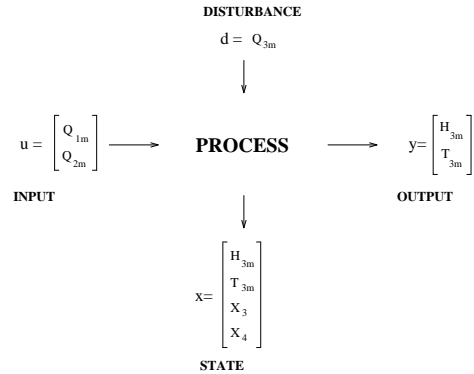 DISTURBANCE
d = Q3m
u = [Q1m Q2m]
PROCESS
y= [H3m T3m]
INPUT
OUTPUT
x= [H3m T3m X3 X4]
STATE